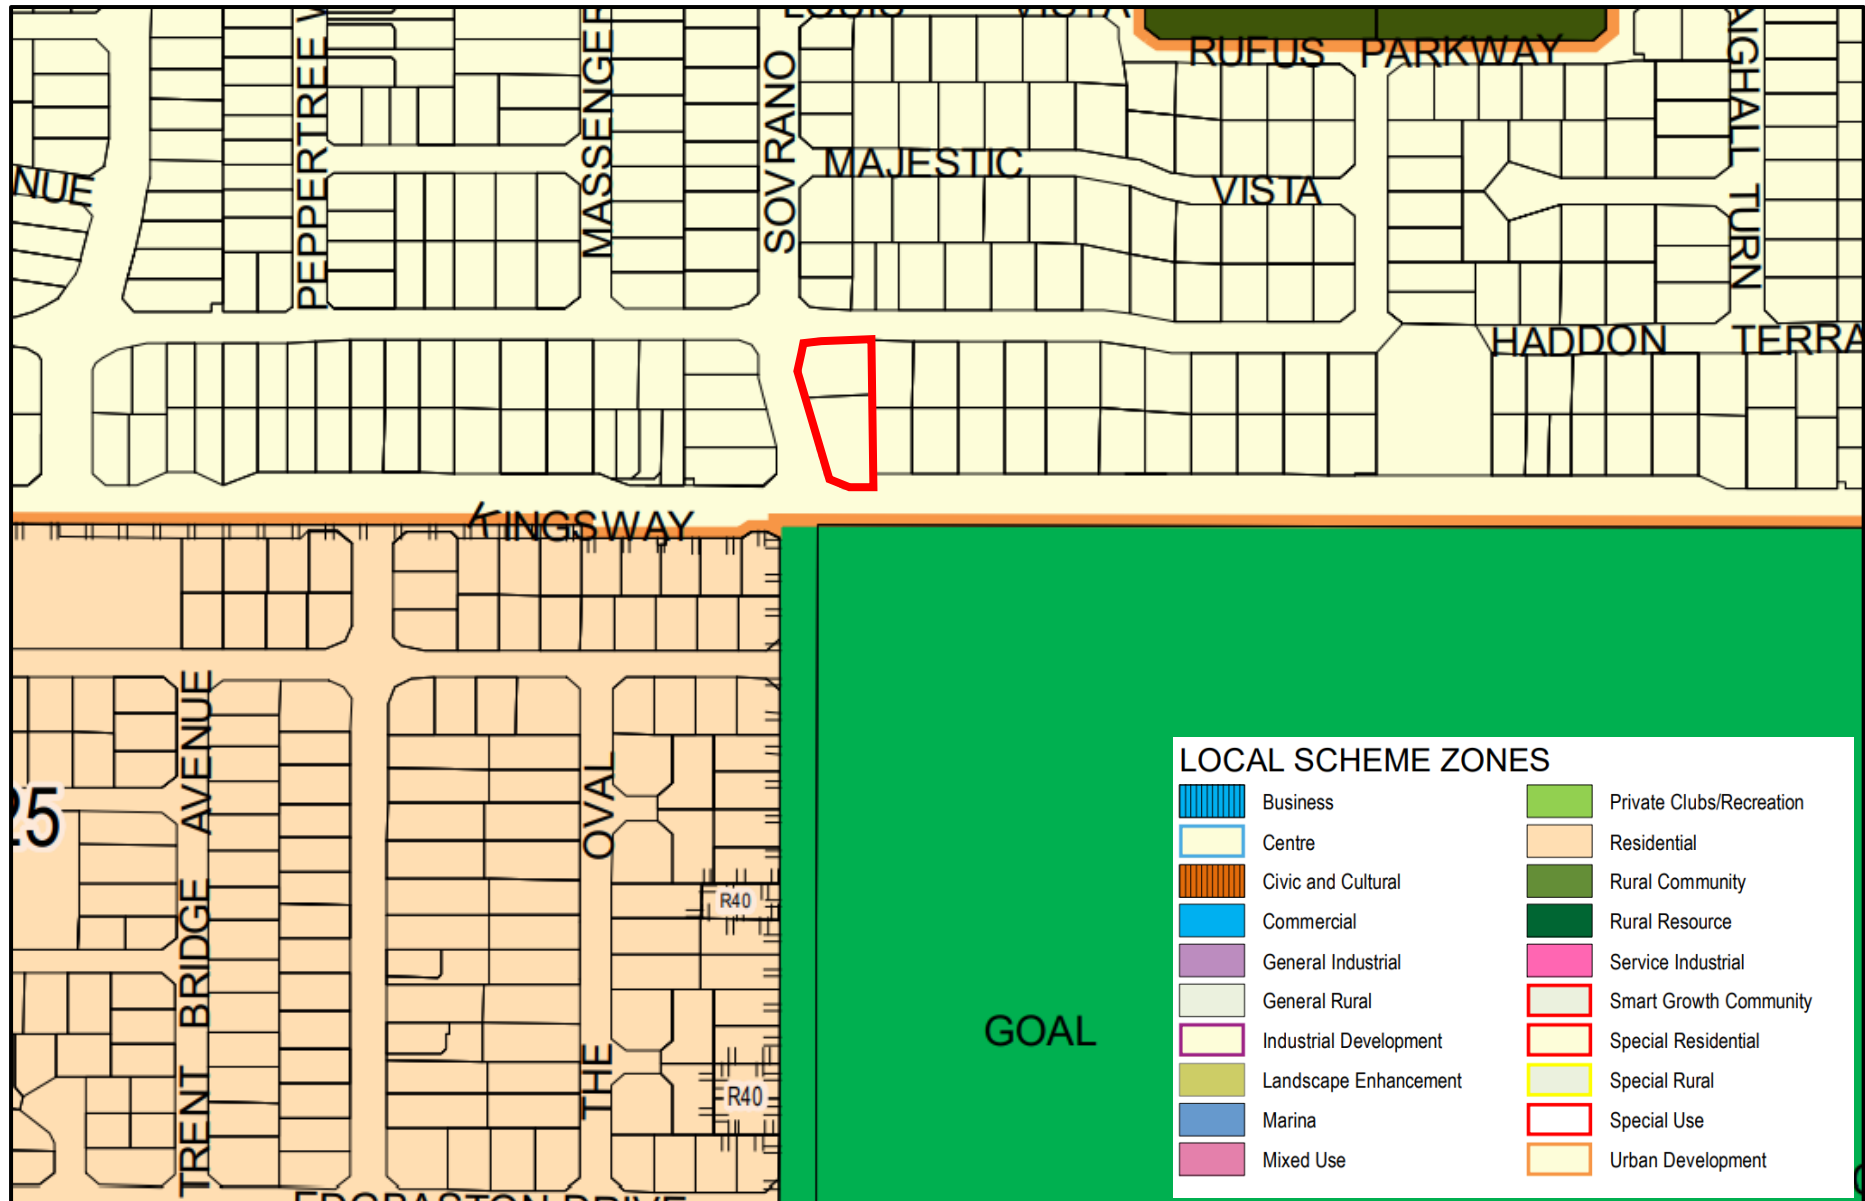 VISTA
RUFUS PARKWAY
PEPPERTREE
MASSENGER
SOVRANO
MAJESTIC
VISTA
TURN
HADDON
KINGSWAY
TRENT BRIDGE AVENUE
THE OVAL
R40
R40
GOAL
LOCAL SCHEME ZONES
Business
Centre
Civic and Cultural
Commercial
General Industrial
General Rural
Industrial Development
Landscape Enhancement
Marina
Mixed Use
Private Clubs/Recreation
Residential
Rural Community
Rural Resource
Service Industrial
Smart Growth Community
Special Residential
Special Rural
Special Use
Urban Development